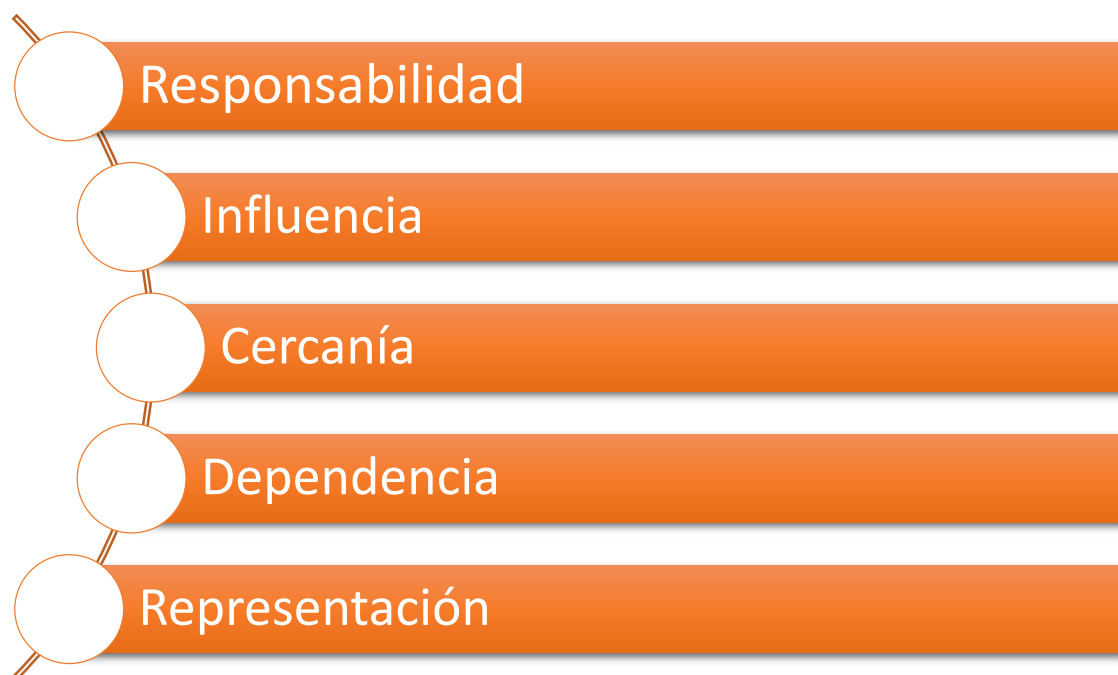 Responsabilidad
Influencia
Cercanía
Dependencia
Representación